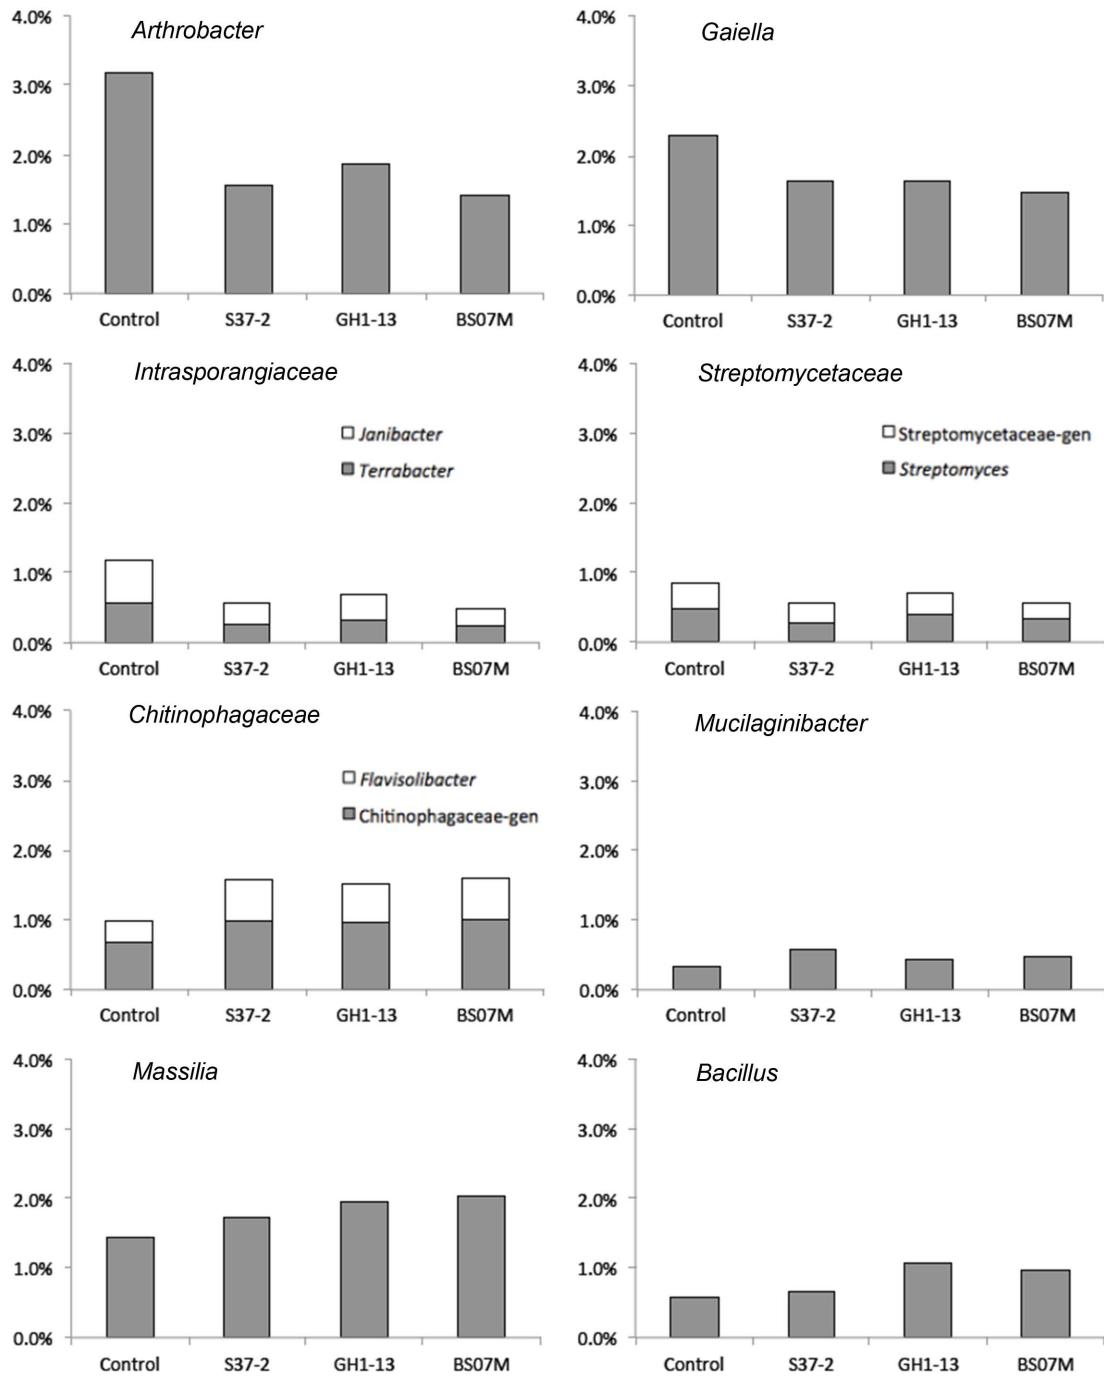 Arthrobacter
4.0%
3.0%
2.0%
1.0%
0.0%
Control S37-2 GH1-13 BS07M
Gaiella
4.0%
3.0%
2.0%
1.0%
0.0%
Control S37-2 GH1-13 BS07M
Intrasporangiaceae
4.0%
3.0%
2.0%
1.0%
0.0%
Janibacter
Terrabacter
Control S37-2 GH1-13 BS07M
Streptomycetaceae
4.0%
3.0%
2.0%
1.0%
0.0%
Streptomycetaceae-gen
Streptomyces
Control S37-2 GH1-13 BS07M
Chitinophagaceae
4.0%
3.0%
2.0%
1.0%
0.0%
Flavisolibacter
Chitinophagaceae-gen
Control S37-2 GH1-13 BS07M
Mucilaginibacter
4.0%
3.0%
2.0%
1.0%
0.0%
Control S37-2 GH1-13 BS07M
Massilia
4.0%
3.0%
2.0%
1.0%
0.0%
Control S37-2 GH1-13 BS07M
Bacillus
4.0%
3.0%
2.0%
1.0%
0.0%
Control S37-2 GH1-13 BS07M